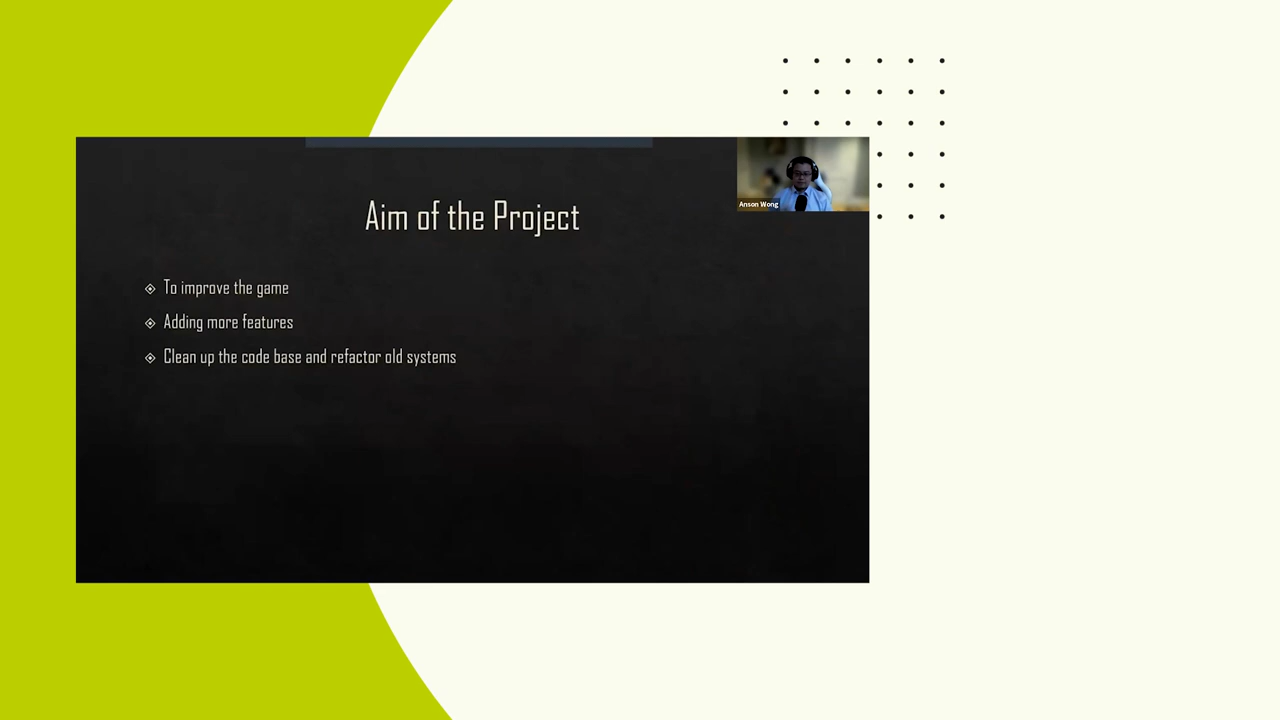 Aim of the Project
Anson Wong
To improve the game
Adding more features
Clean up the code base and refactor old systems